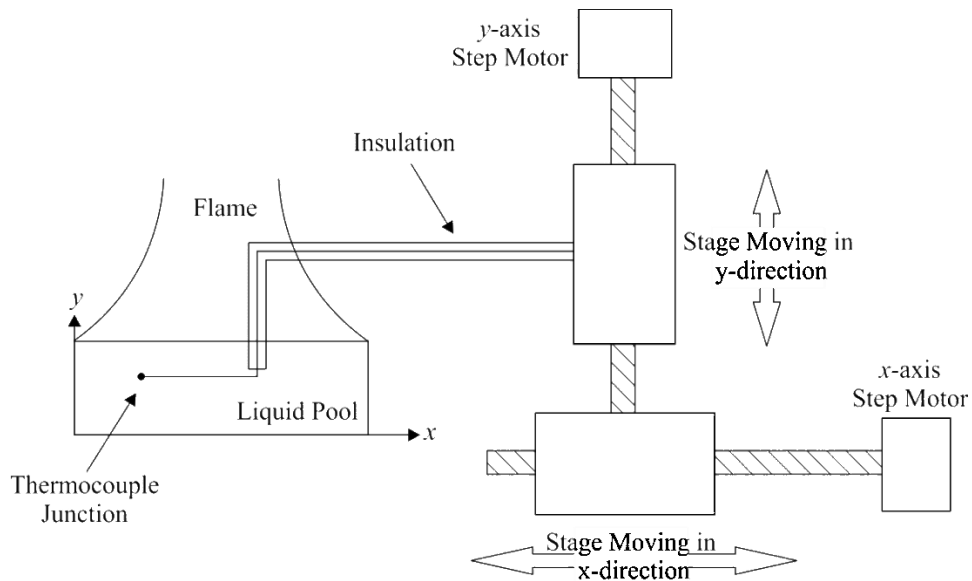 y-axis
Step Motor
Insulation
Flame
Stage Moving in
y-direction
y
x-axis
Step Motor
Liquid Pool
x
Thermocouple
Junction
Stage Moving in
x-direction